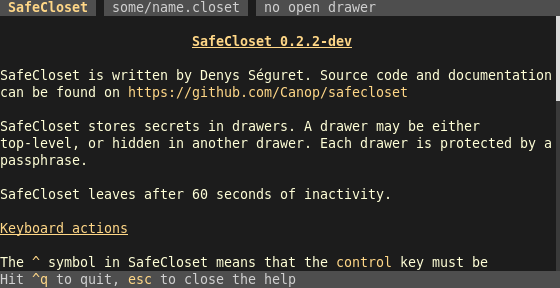 SafeCloset some/name.closet no open drawer
SafeCloset 0.2.2-dev
SafeCloset is written by Denys Séguret. Source code and documentation
can be found on https://github.com/Canop/safecloset
SafeCloset stores secrets in drawers. A drawer may be either
top-level, or hidden in another drawer. Each drawer is protected by a
passphrase.
SafeCloset leaves after 60 seconds of inactivity.
Keyboard actions
The ^ symbol in SafeCloset means that the control key must be
Hit ^q to quit, esc to close the help